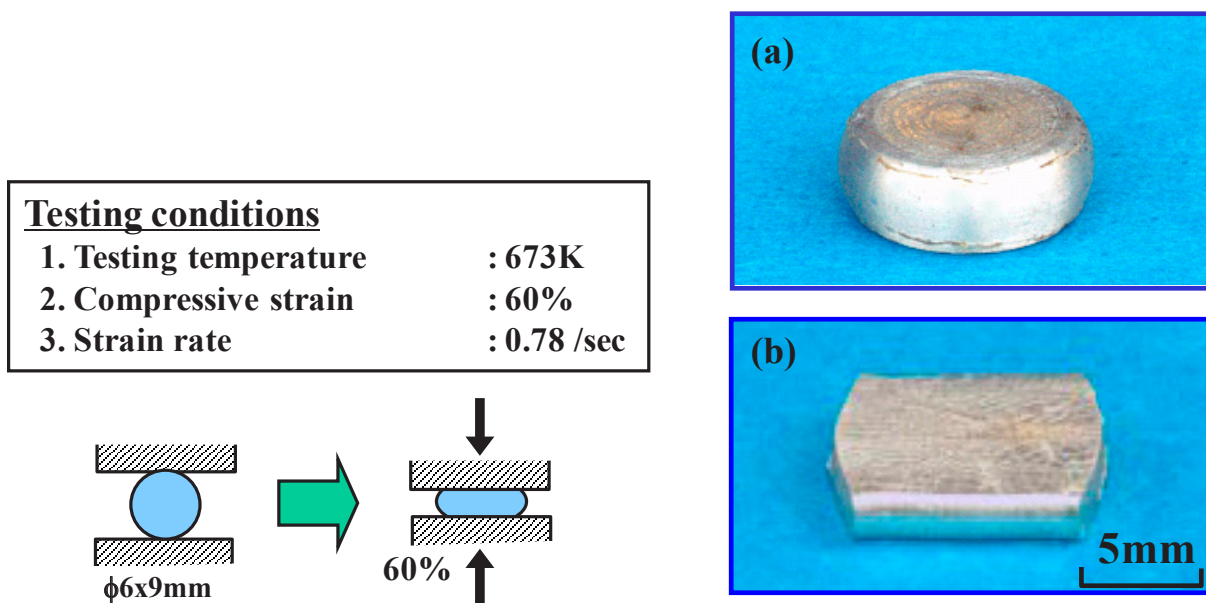 Testing conditions
1. Testing temperature : 673K
2. Compressive strain : 60%
3. Strain rate : 0.78 /sec
60%
ϕ6x9mm
(a)
(b)
5mm